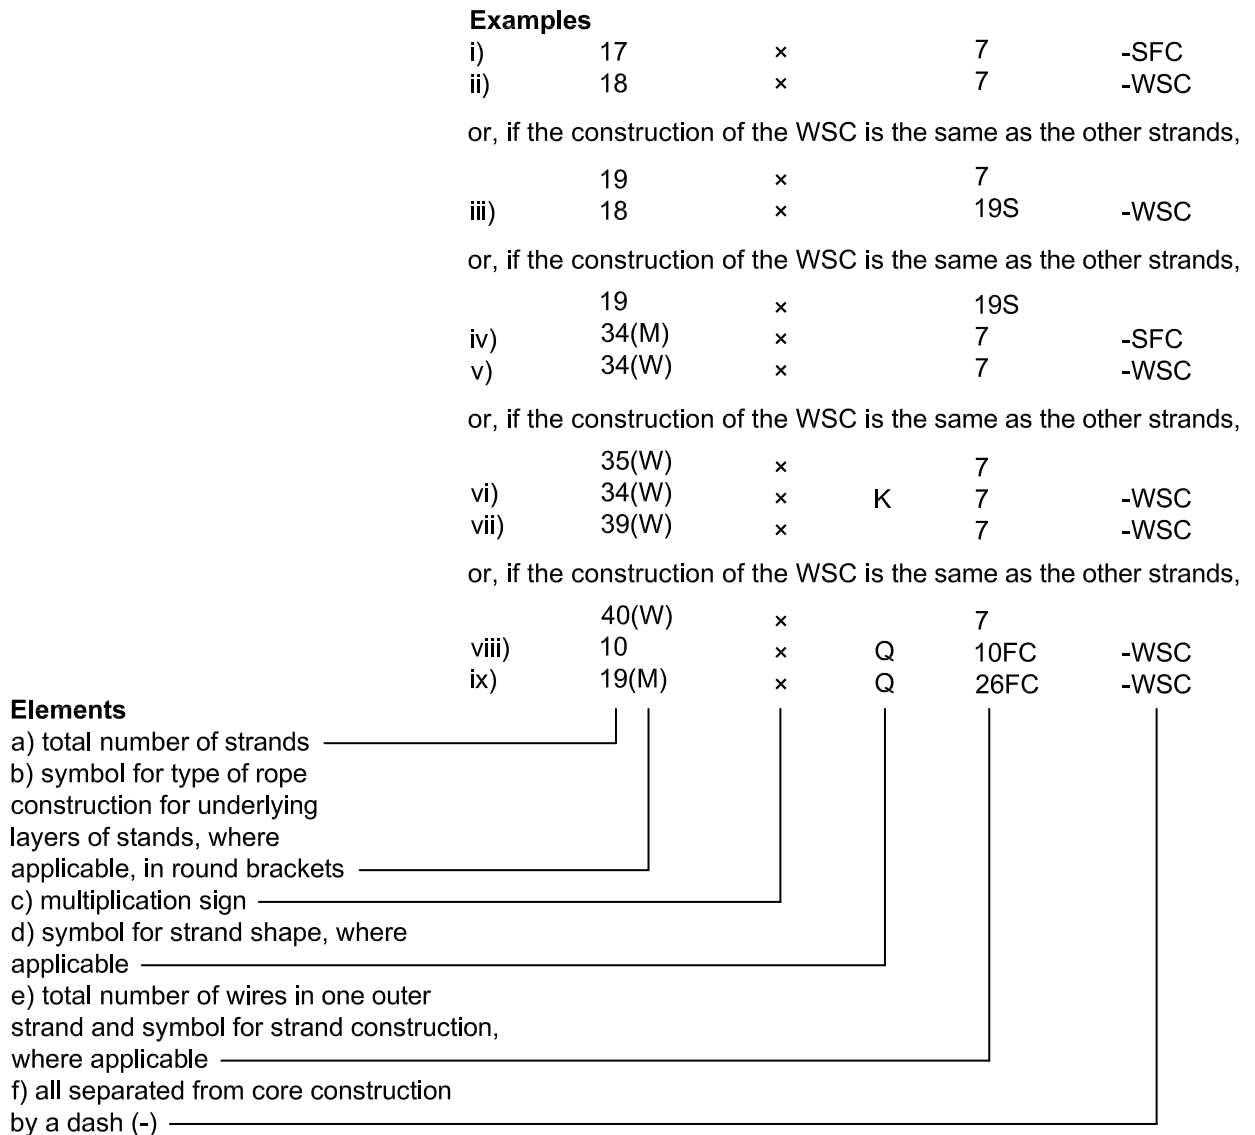 Examples
i) 17 × 7 -SFC
ii) 18 × 7 -WSC
or, if the construction of the WSC is the same as the other strands,
19 × 7
iii) 18 × 19S -WSC
or, if the construction of the WSC is the same as the other strands,
19 × 19S
iv) 34(M) × 7 -SFC
v) 34(W) × 7 -WSC
or, if the construction of the WSC is the same as the other strands,
35(W) × 7
vi) 34(W) × K 7 -WSC
vii) 39(W) × 7 -WSC
or, if the construction of the WSC is the same as the other strands,
40(W) × 7
viii) 10 × Q 10FC -WSC
ix) 19(M) × Q 26FC -WSC
Elements
a) total number of strands
b) symbol for type of rope
construction for underlying
layers of stands, where
applicable, in round brackets
c) multiplication sign
d) symbol for strand shape, where
applicable
e) total number of wires in one outer
strand and symbol for strand construction,
where applicable
f) all separated from core construction
by a dash (-)